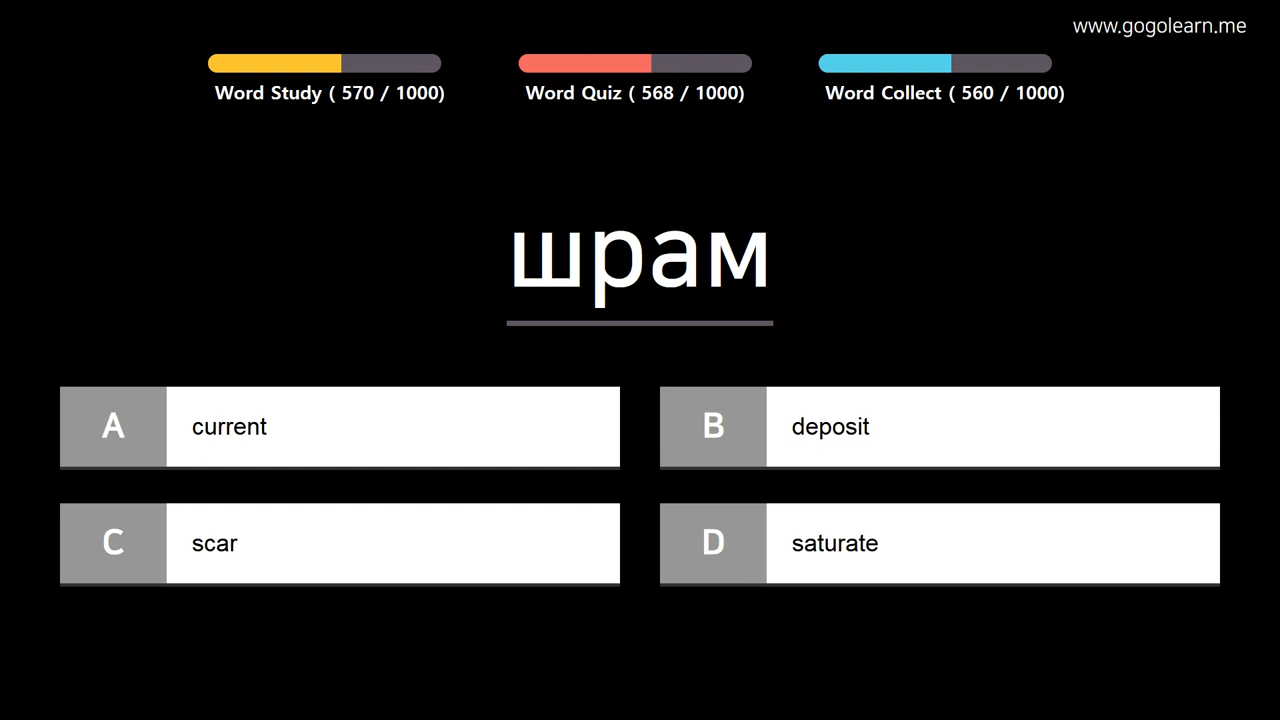 www.gogolearn.me
Word Study ( 570 / 1000)
Word Quiz ( 568 / 1000)
Word Collect ( 560 / 1000)
шрам
A current
B deposit
C scar
D saturate